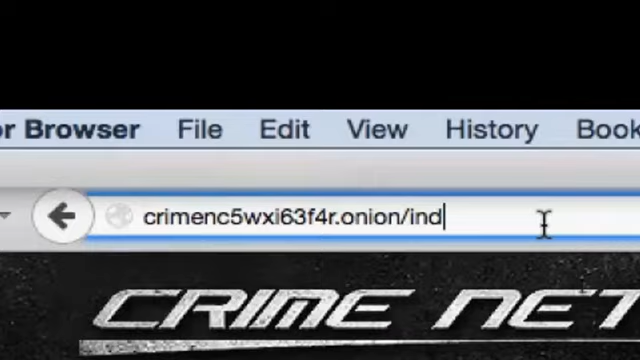 or Browser File Edit View History Book
crimenc5wxi63f4r.onion/ind
CRIME NET